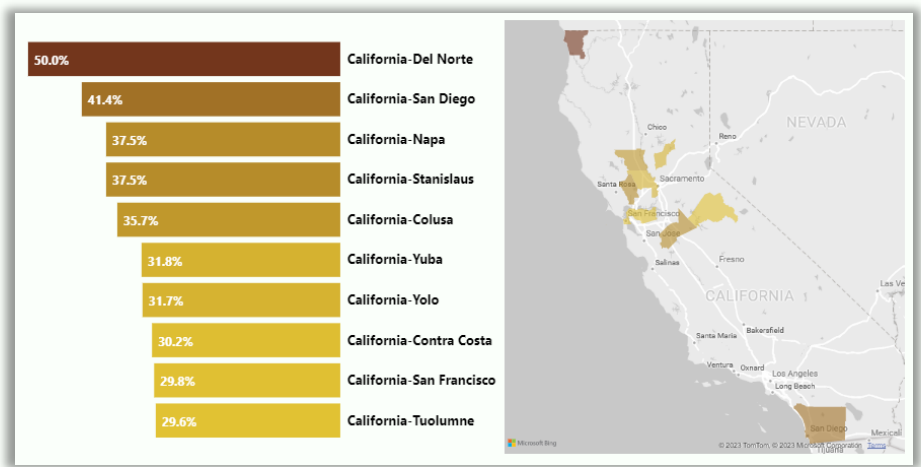 50.0% California-Del Norte
41.4% California-San Diego
37.5% California-Napa
37.5% California-Stanislaus
35.7% California-Colusa
31.8% California-Yuba
31.7% California-Yolo
30.2% California-Contra Costa
29.8% California-San Francisco
29.6% California-Tuolumne
Chico
Reno
NEVADA
Santa Rosa
Sacramento
San Francisco
San Jose
Salinas
Fresno
Las Ve
CALIFORNIA
Santa Maria
Bakersfield
Ventura
Oxnard
Los Angeles
Long Beach
San Diego
Mexicali
Tijuana
Microsoft Bing
© 2023 TomTom, © 2023 Microsoft Corporation Terms